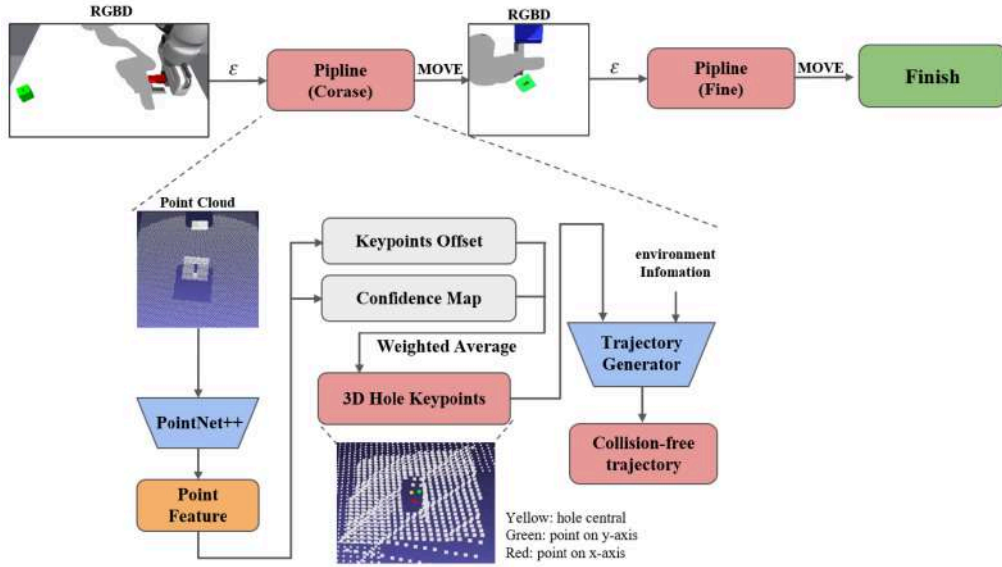 RGBD
RGBD
ε
Pipline
(Corase)
MOVE
ε
Pipline
(Fine)
MOVE
Finish
Point Cloud
Keypoints Offset
environment
Infomation
Confidence Map
Weighted Average
Trajectory
Generator
3D Hole Keypoints
PointNet++
Collision-free
trajectory
Point
Feature
Yellow: hole central
Green: point on y-axis
Red: point on x-axis